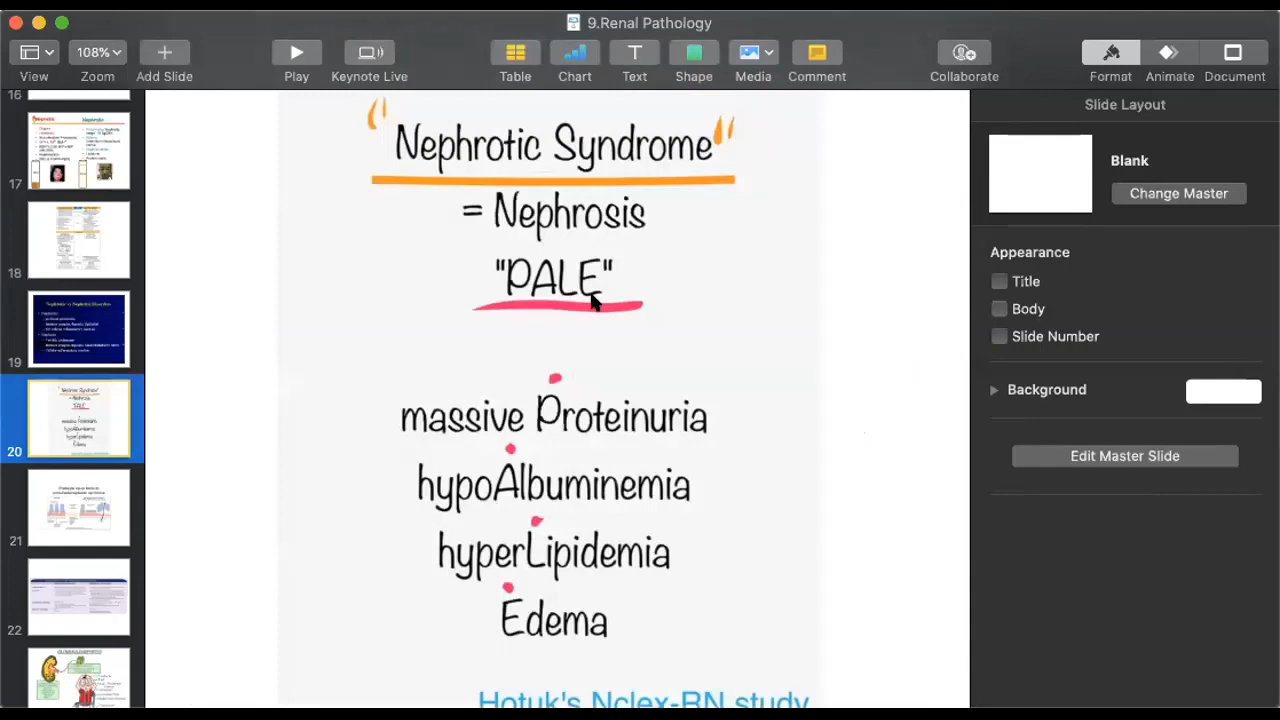 9.Renal Pathology
108%
View
Zoom
Add Slide
Play
Keynote Live
Table
Chart
Text
Shape
Media
Comment
Collaborate
Format
Animate
Document
16
17
18
19
20
21
22
"Nephrotic Syndrome"
= Nephrosis
"PALE"
massive Proteinuria
hypoAlbuminemia
hyperLipidemia
Edema
Hotuk's Nclex-RN study
Slide Layout
Blank
Change Master
Appearance
Title
Body
Slide Number
Background
Edit Master Slide